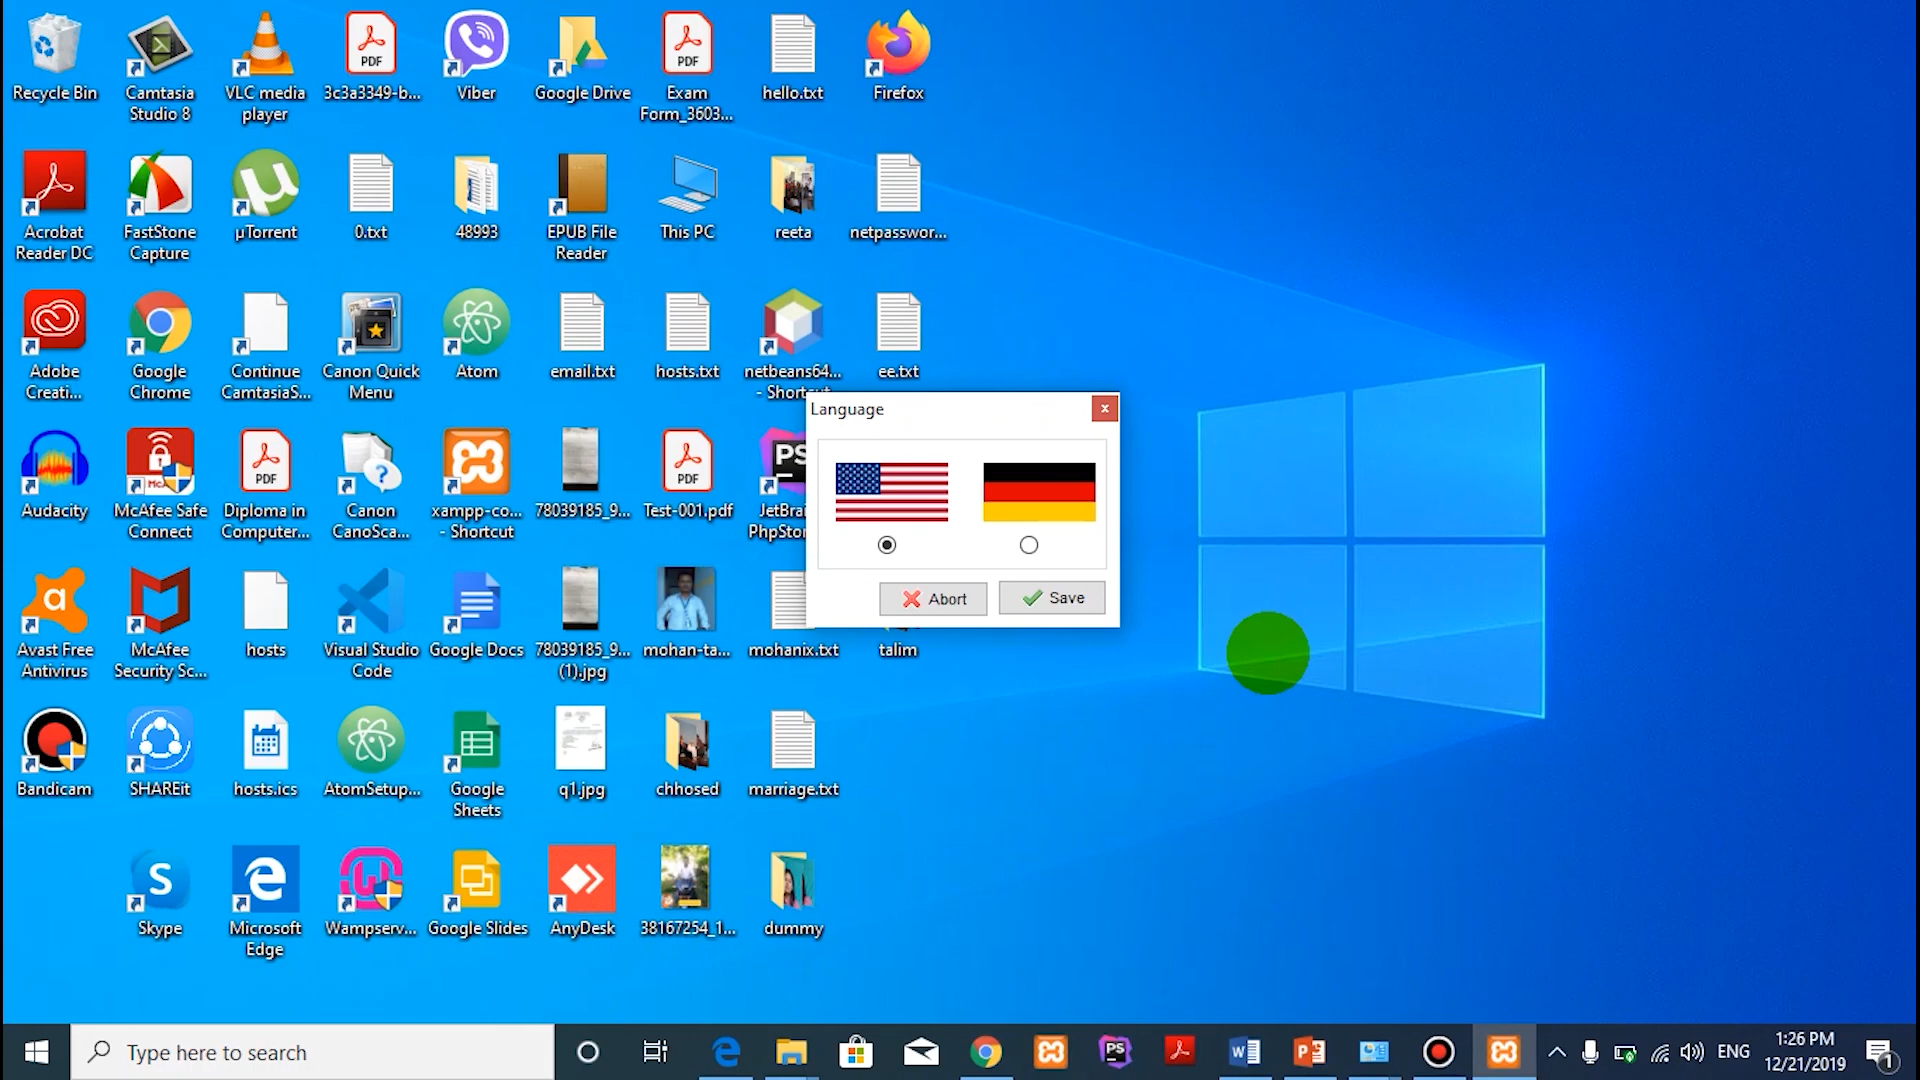 Recycle Bin
Camtasia
Studio 8
VLC media
player
3c3a3349-b...
Viber
Google Drive
Exam
Form_3603...
hello.txt
Firefox
Acrobat
Reader DC
FastStone
Capture
µTorrent
0.txt
48993
EPUB File
Reader
This PC
reeta
netpasswor...
Adobe
Creati...
Google
Chrome
Continue
CamtasiaS...
Canon Quick
Menu
Atom
email.txt
hosts.txt
netbeans64...
- Shortcut
ee.txt
Language
Abort
Save
Audacity
McAfee Safe
Connect
Diploma in
Computer...
Canon
CanoSca...
xampp-co...
- Shortcut
78039185_9...
Test-001.pdf
JetBrai
PhpStor
Avast Free
Antivirus
McAfee
Security Sc...
hosts
Visual Studio
Code
Google Docs
78039185_9...
(1).jpg
mohan-ta...
mohanix.txt
talim
Bandicam
SHAREit
hosts.ics
AtomSetup...
Google
Sheets
q1.jpg
chhosed
marriage.txt
Skype
Microsoft
Edge
Wampserv...
Google Slides
AnyDesk
38167254_1...
dummy
Type here to search
ENG
1:26 PM
12/21/2019
1